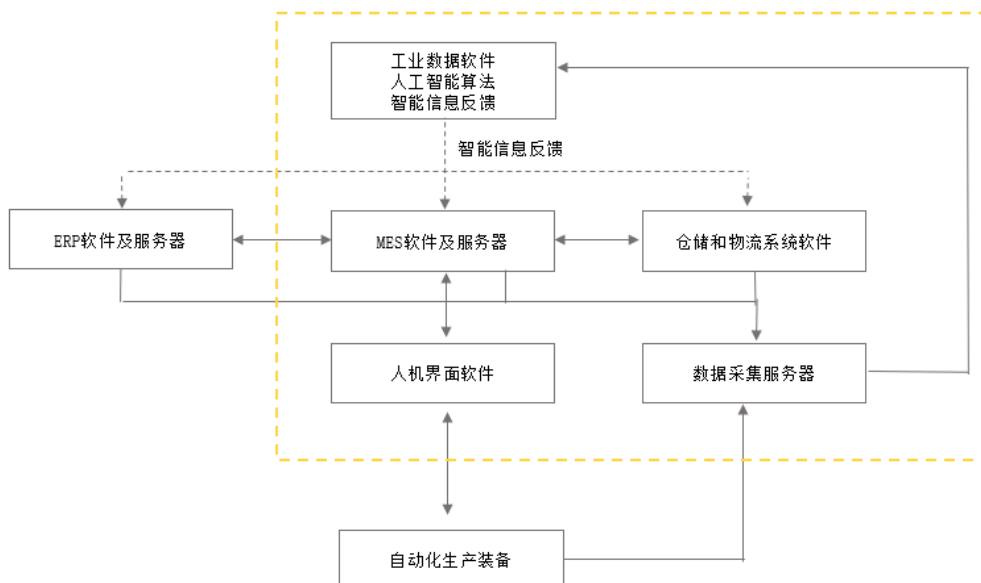 工业数据软件
人工智能算法
智能信息反馈
智能信息反馈
ERP软件及服务器
MES软件及服务器
仓储和物流系统软件
人机界面软件
数据采集服务器
自动化生产装备